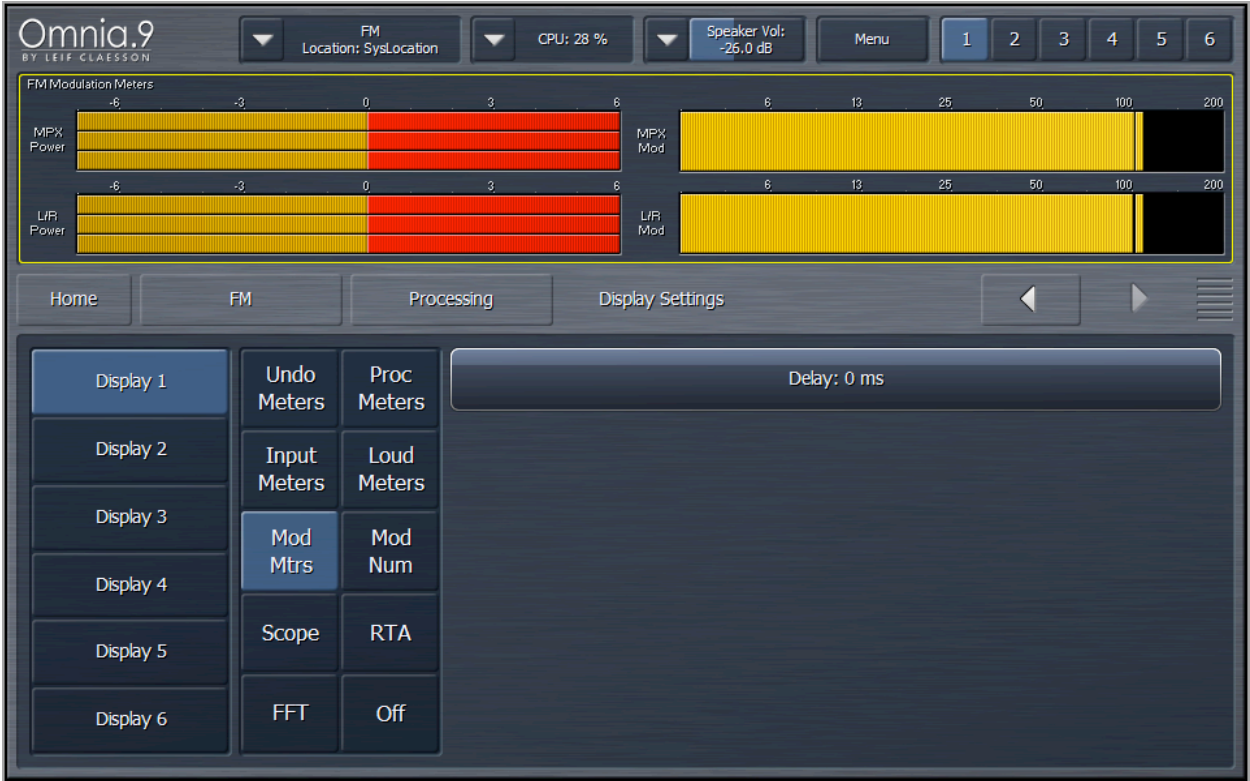 Omnia.9
BY LEIF CLAESSON
FM
Location: SysLocation
CPU: 28 %
Speaker Vol:
-26.0 dB
Menu
1 2 3 4 5 6
FM Modulation Meters
-6 -3 0 3 6
MPX
Power
6 13 25 50 100 200
MPX
Mod
-6 -3 0 3 6
L/R
Power
6 13 25 50 100 200
L/R
Mod
Home FM Processing Display Settings
Display 1
Display 2
Display 3
Display 4
Display 5
Display 6
Undo
Meters
Proc
Meters
Input
Meters
Loud
Meters
Mod
Mtrs
Mod
Num
Scope
RTA
FFT
Off
Delay: 0 ms